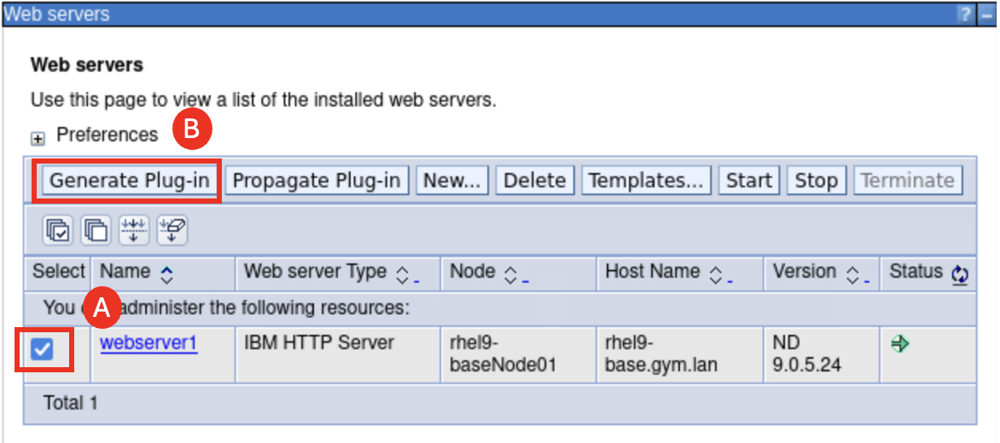 Web servers ? –
Web servers
Use this page to view a list of the installed web servers.
+ Preferences B
Generate Plug-in Propagate Plug-in New... Delete Templates... Start Stop Terminate
Select Name Web server Type Node Host Name Version Status
You A administer the following resources:
webserver1 IBM HTTP Server rhel9- rhel9- ND
baseNode01 base.gym.lan 9.0.5.24
Total 1